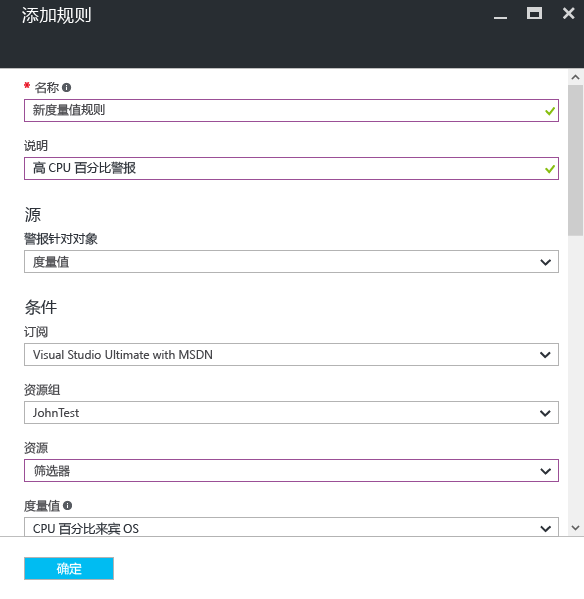 添加规则
* 名称
新度量值规则
说明
高 CPU 百分比警报
源
警报针对对象
度量值
条件
订阅
Visual Studio Ultimate with MSDN
资源组
JohnTest
资源
筛选器
度量值
CPU 百分比来宾 OS
确定